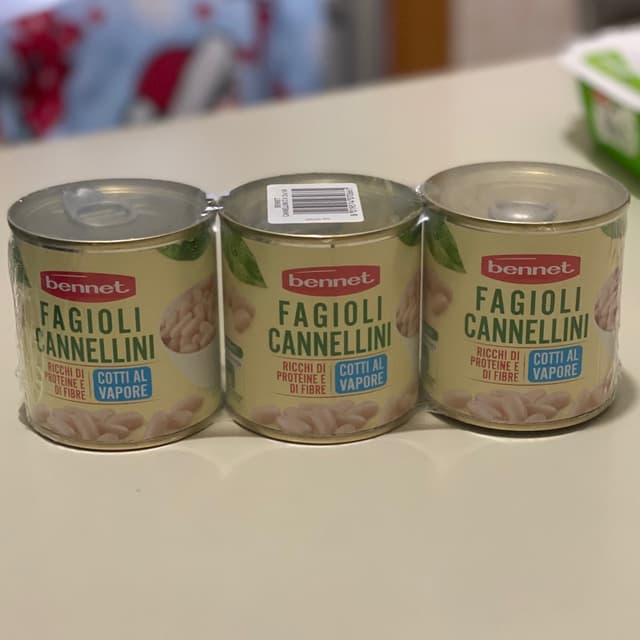 bennet
FAGIOLI
CANNELLINI
RICCHI DI
PROTEINE E
DI FIBRE
COTTI AL
VAPORE
bennet
FAGIOLI
CANNELLINI
RICCHI DI
PROTEINE E
DI FIBRE
COTTI AL
VAPORE
bennet
FAGIOLI
CANNELLINI
RICCHI DI
PROTEINE E
DI FIBRE
COTTI AL
VAPORE